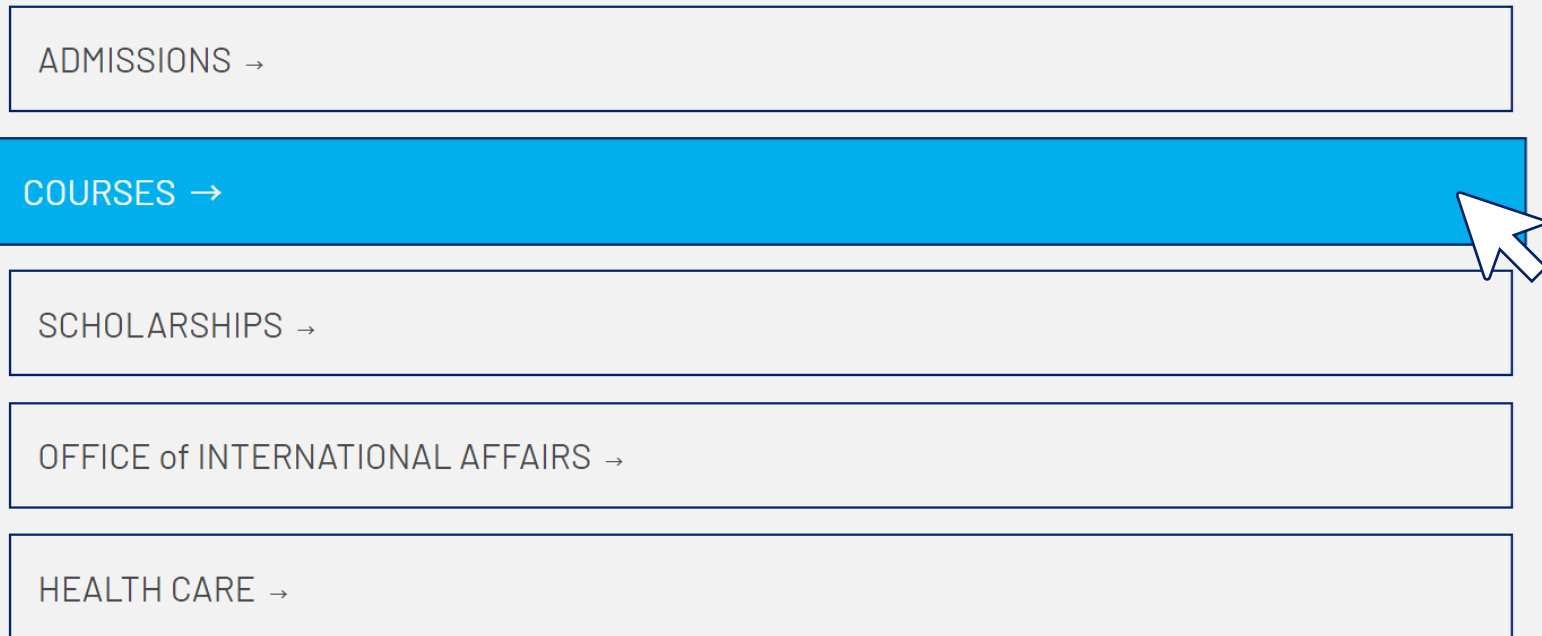 ADMISSIONS →
COURSES →
SCHOLARSHIPS →
OFFICE of INTERNATIONAL AFFAIRS →
HEALTH CARE →